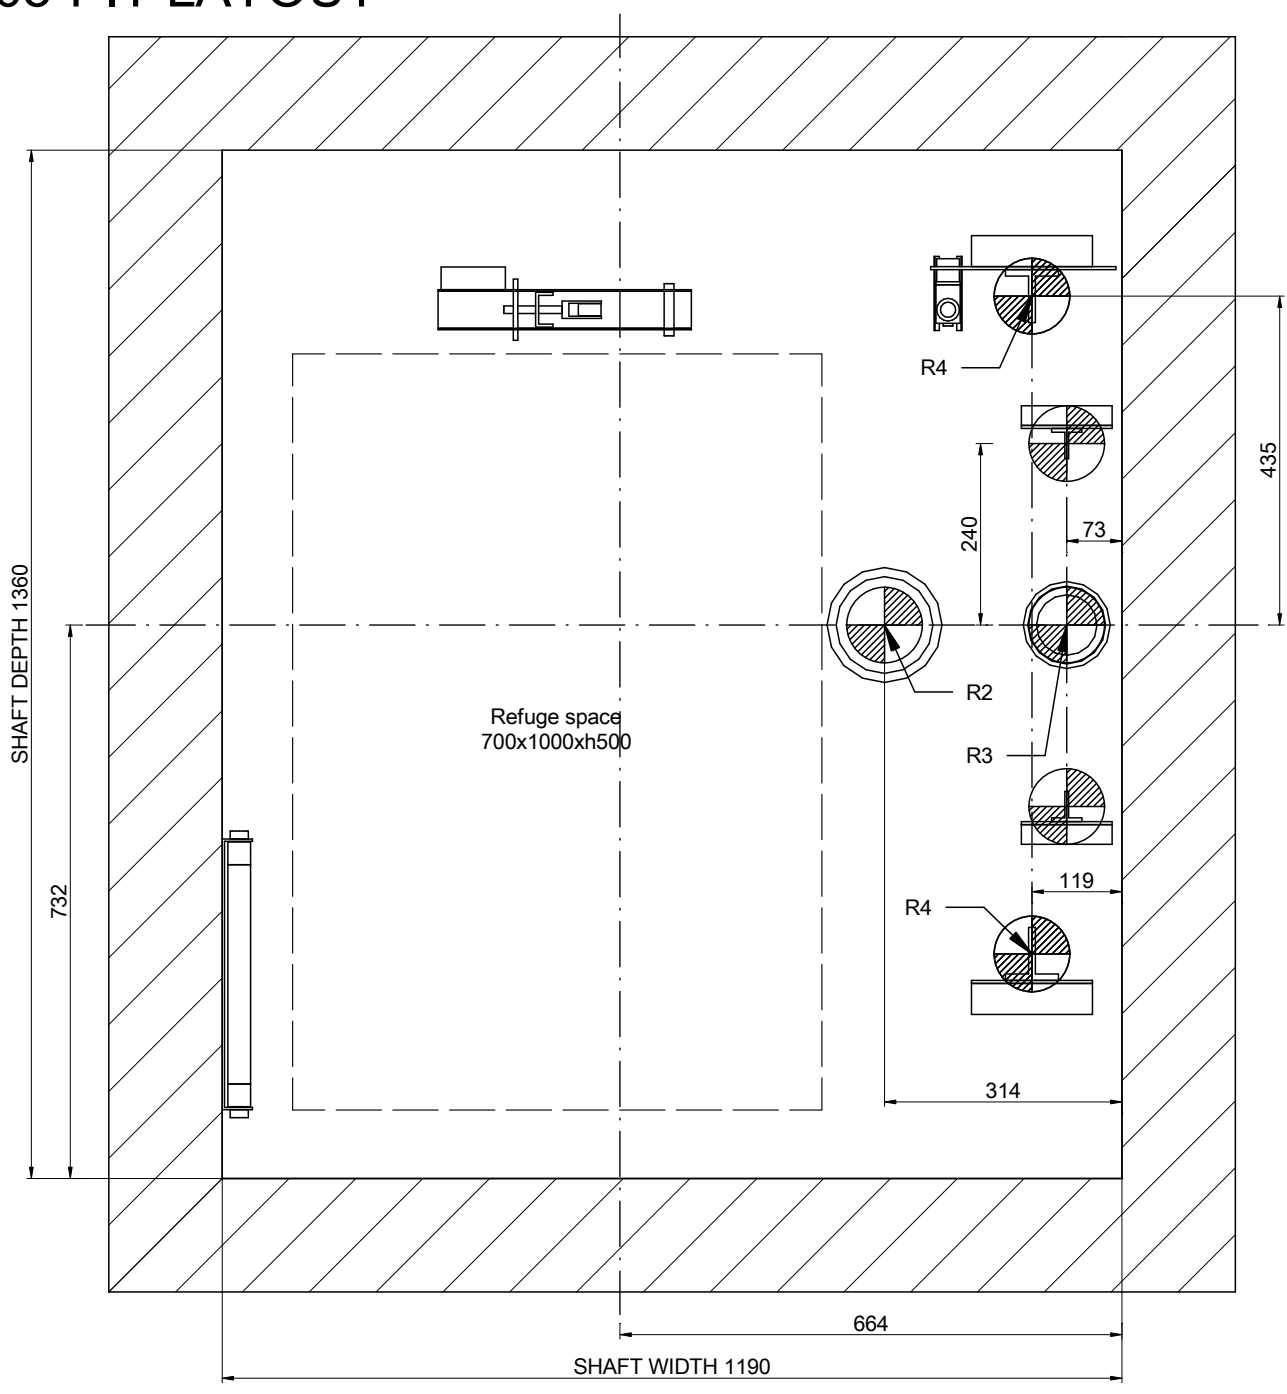 LAYOUT
R4
435
240
73
SHAFT DEPTH 1360
R2
Refuge space
700x1000xh500
R3
119
732
R4
314
664
SHAFT WIDTH 1190